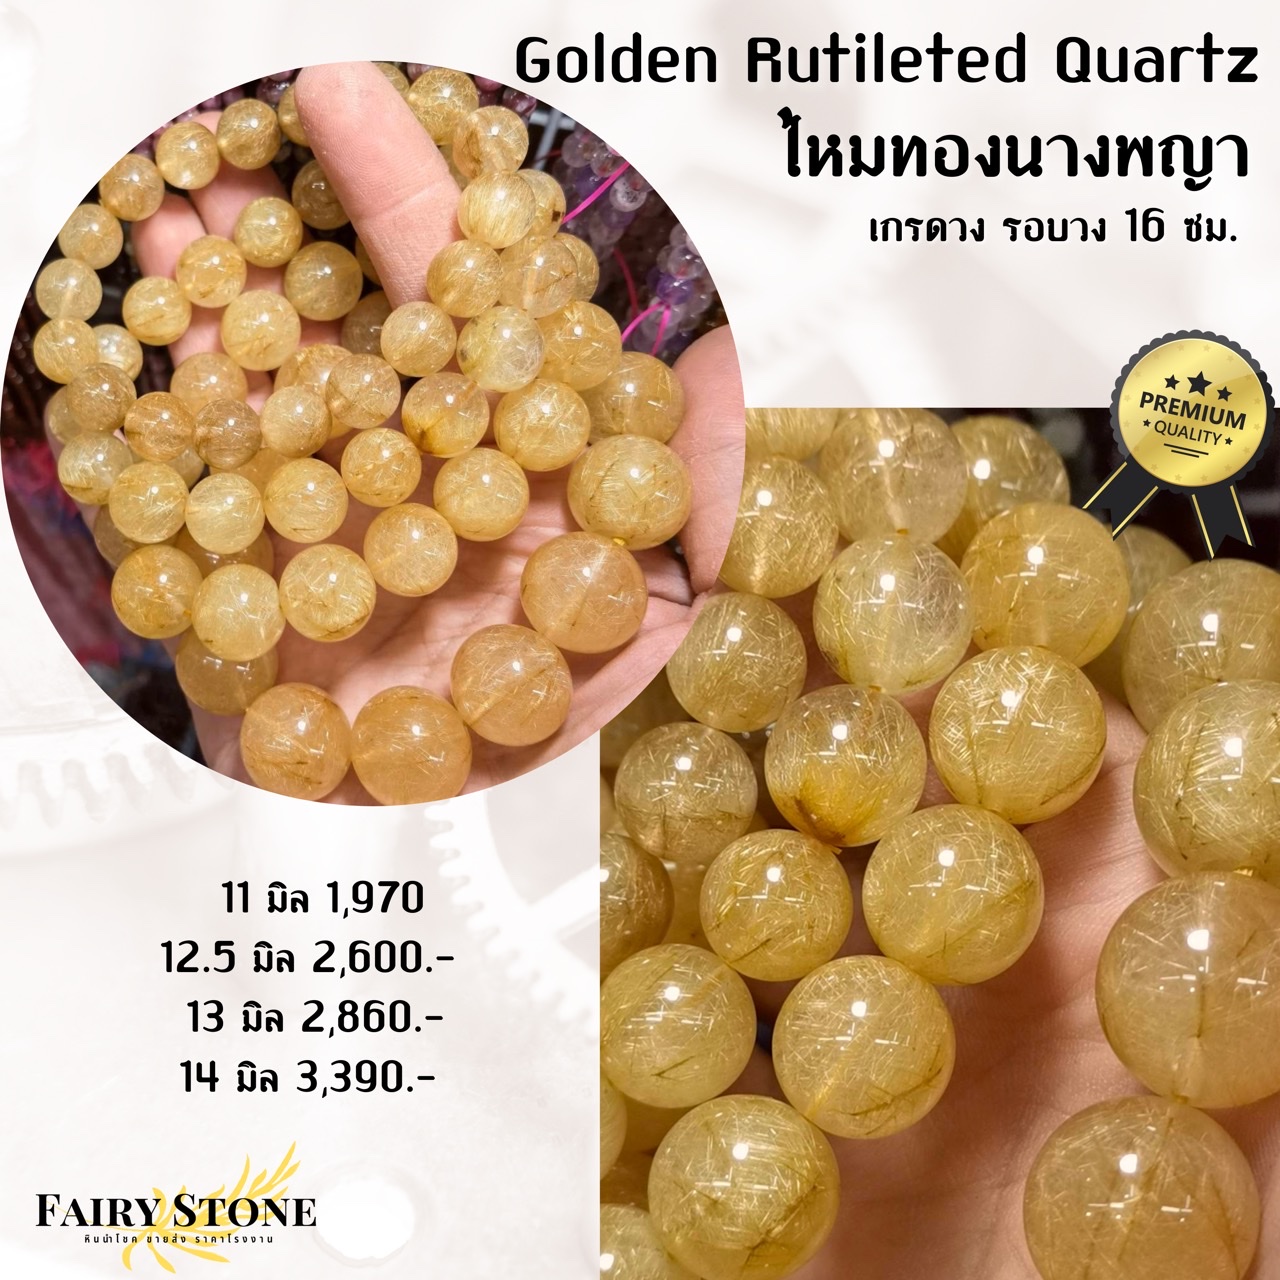 Golden Rutileted Quartz
ไหมทองนางพญา
เกรดวง รอบวง 16 ซม.
PREMIUM
QUALITY
11 มิล 1,970
12.5 มิล 2,600.-
13 มิล 2,860.-
14 มิล 3,390.-
FAIRY STONE
หินนำโชค ขายส่ง ราคาโรงงาน